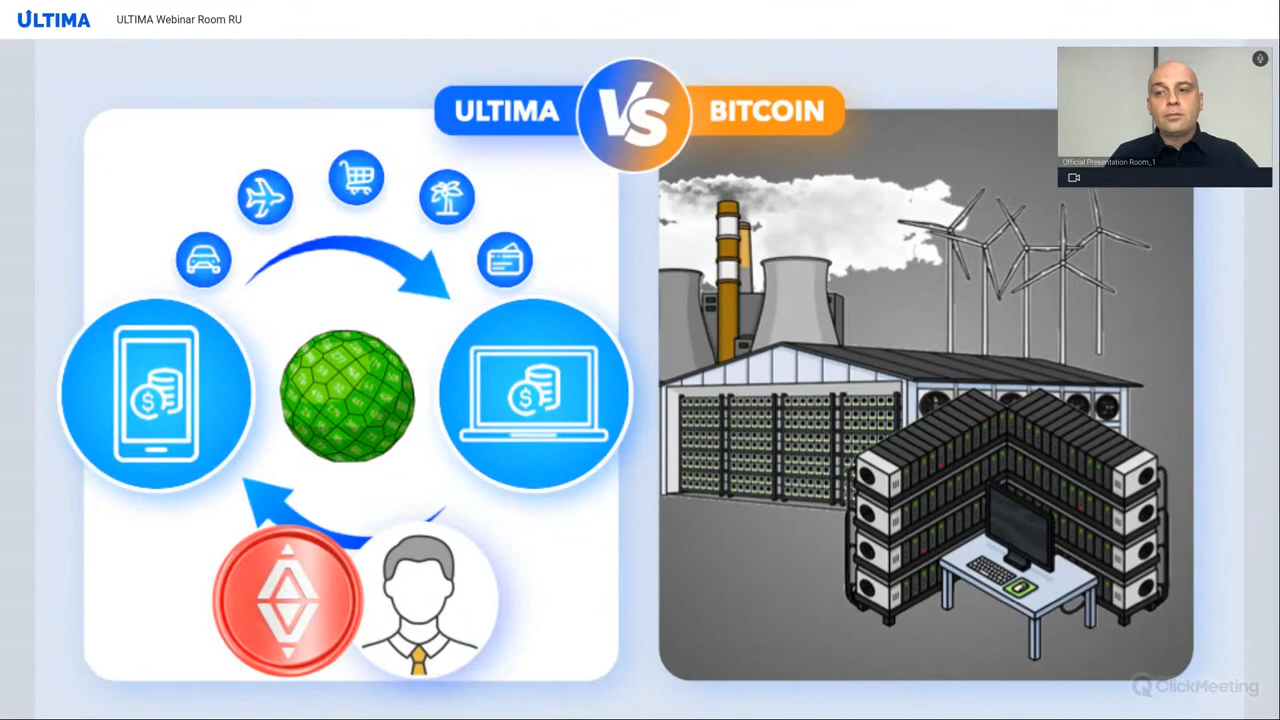 ULTIMA
ULTIMA Webinar Room RU
ULTIMA VS BITCOIN
Official Presentation Room_1
ClickMeeting